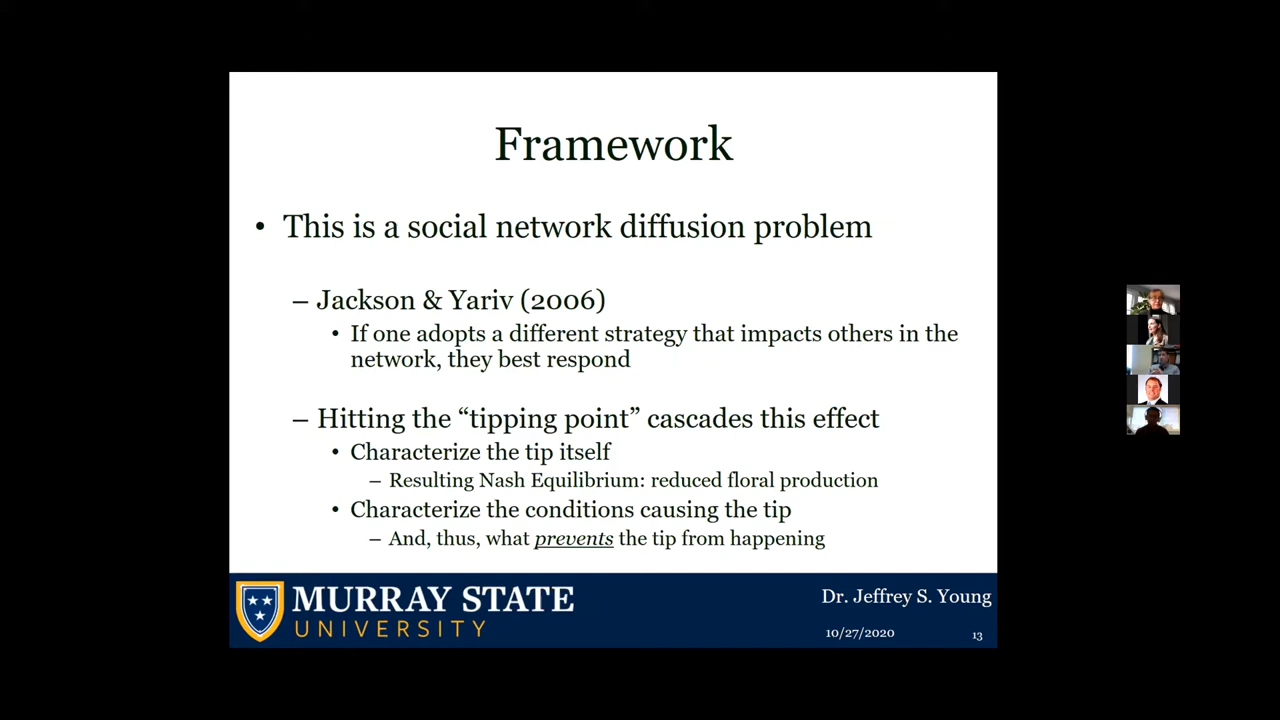 Framework
• This is a social network diffusion problem
– Jackson & Yariv (2006)
• If one adopts a different strategy that impacts others in the
network, they best respond
– Hitting the “tipping point” cascades this effect
• Characterize the tip itself
– Resulting Nash Equilibrium: reduced floral production
• Characterize the conditions causing the tip
– And, thus, what prevents the tip from happening
MURRAY STATE
UNIVERSITY
Dr. Jeffrey S. Young
10/27/2020
13